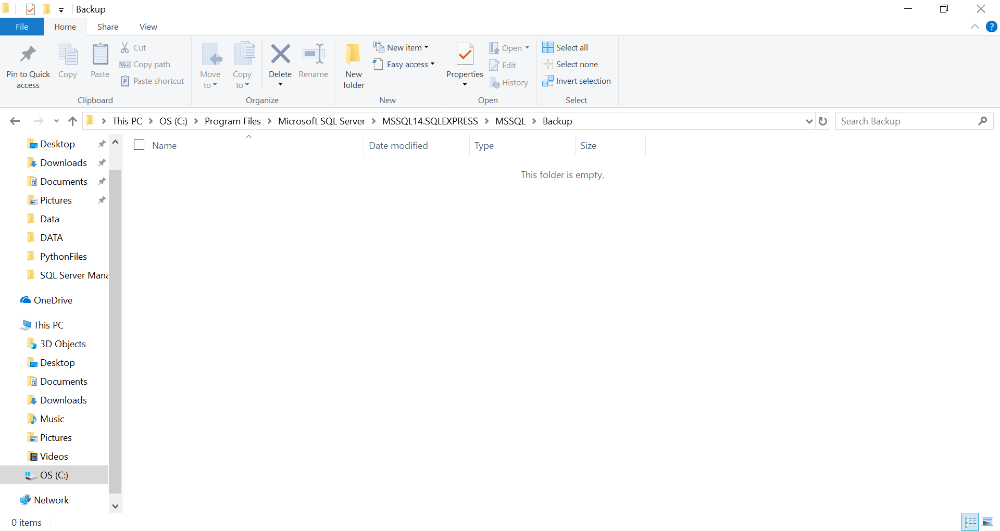 Backup
File Home Share View
Pin to Quick access
Copy
Paste
Cut
Copy path
Paste shortcut
Clipboard
Move to
Copy to
Delete
Rename
Organize
New folder
New item
Easy access
New
Properties
Open
Edit
History
Open
Select all
Select none
Invert selection
Select
This PC > OS (C:) > Program Files > Microsoft SQL Server > MSSQL14.SQLEXPRESS > MSSQL > Backup
Search Backup
Desktop
Downloads
Documents
Pictures
Data
DATA
PythonFiles
SQL Server Mana
OneDrive
This PC
3D Objects
Desktop
Documents
Downloads
Music
Pictures
Videos
OS (C:)
Network
Name Date modified Type Size
This folder is empty.
0 items